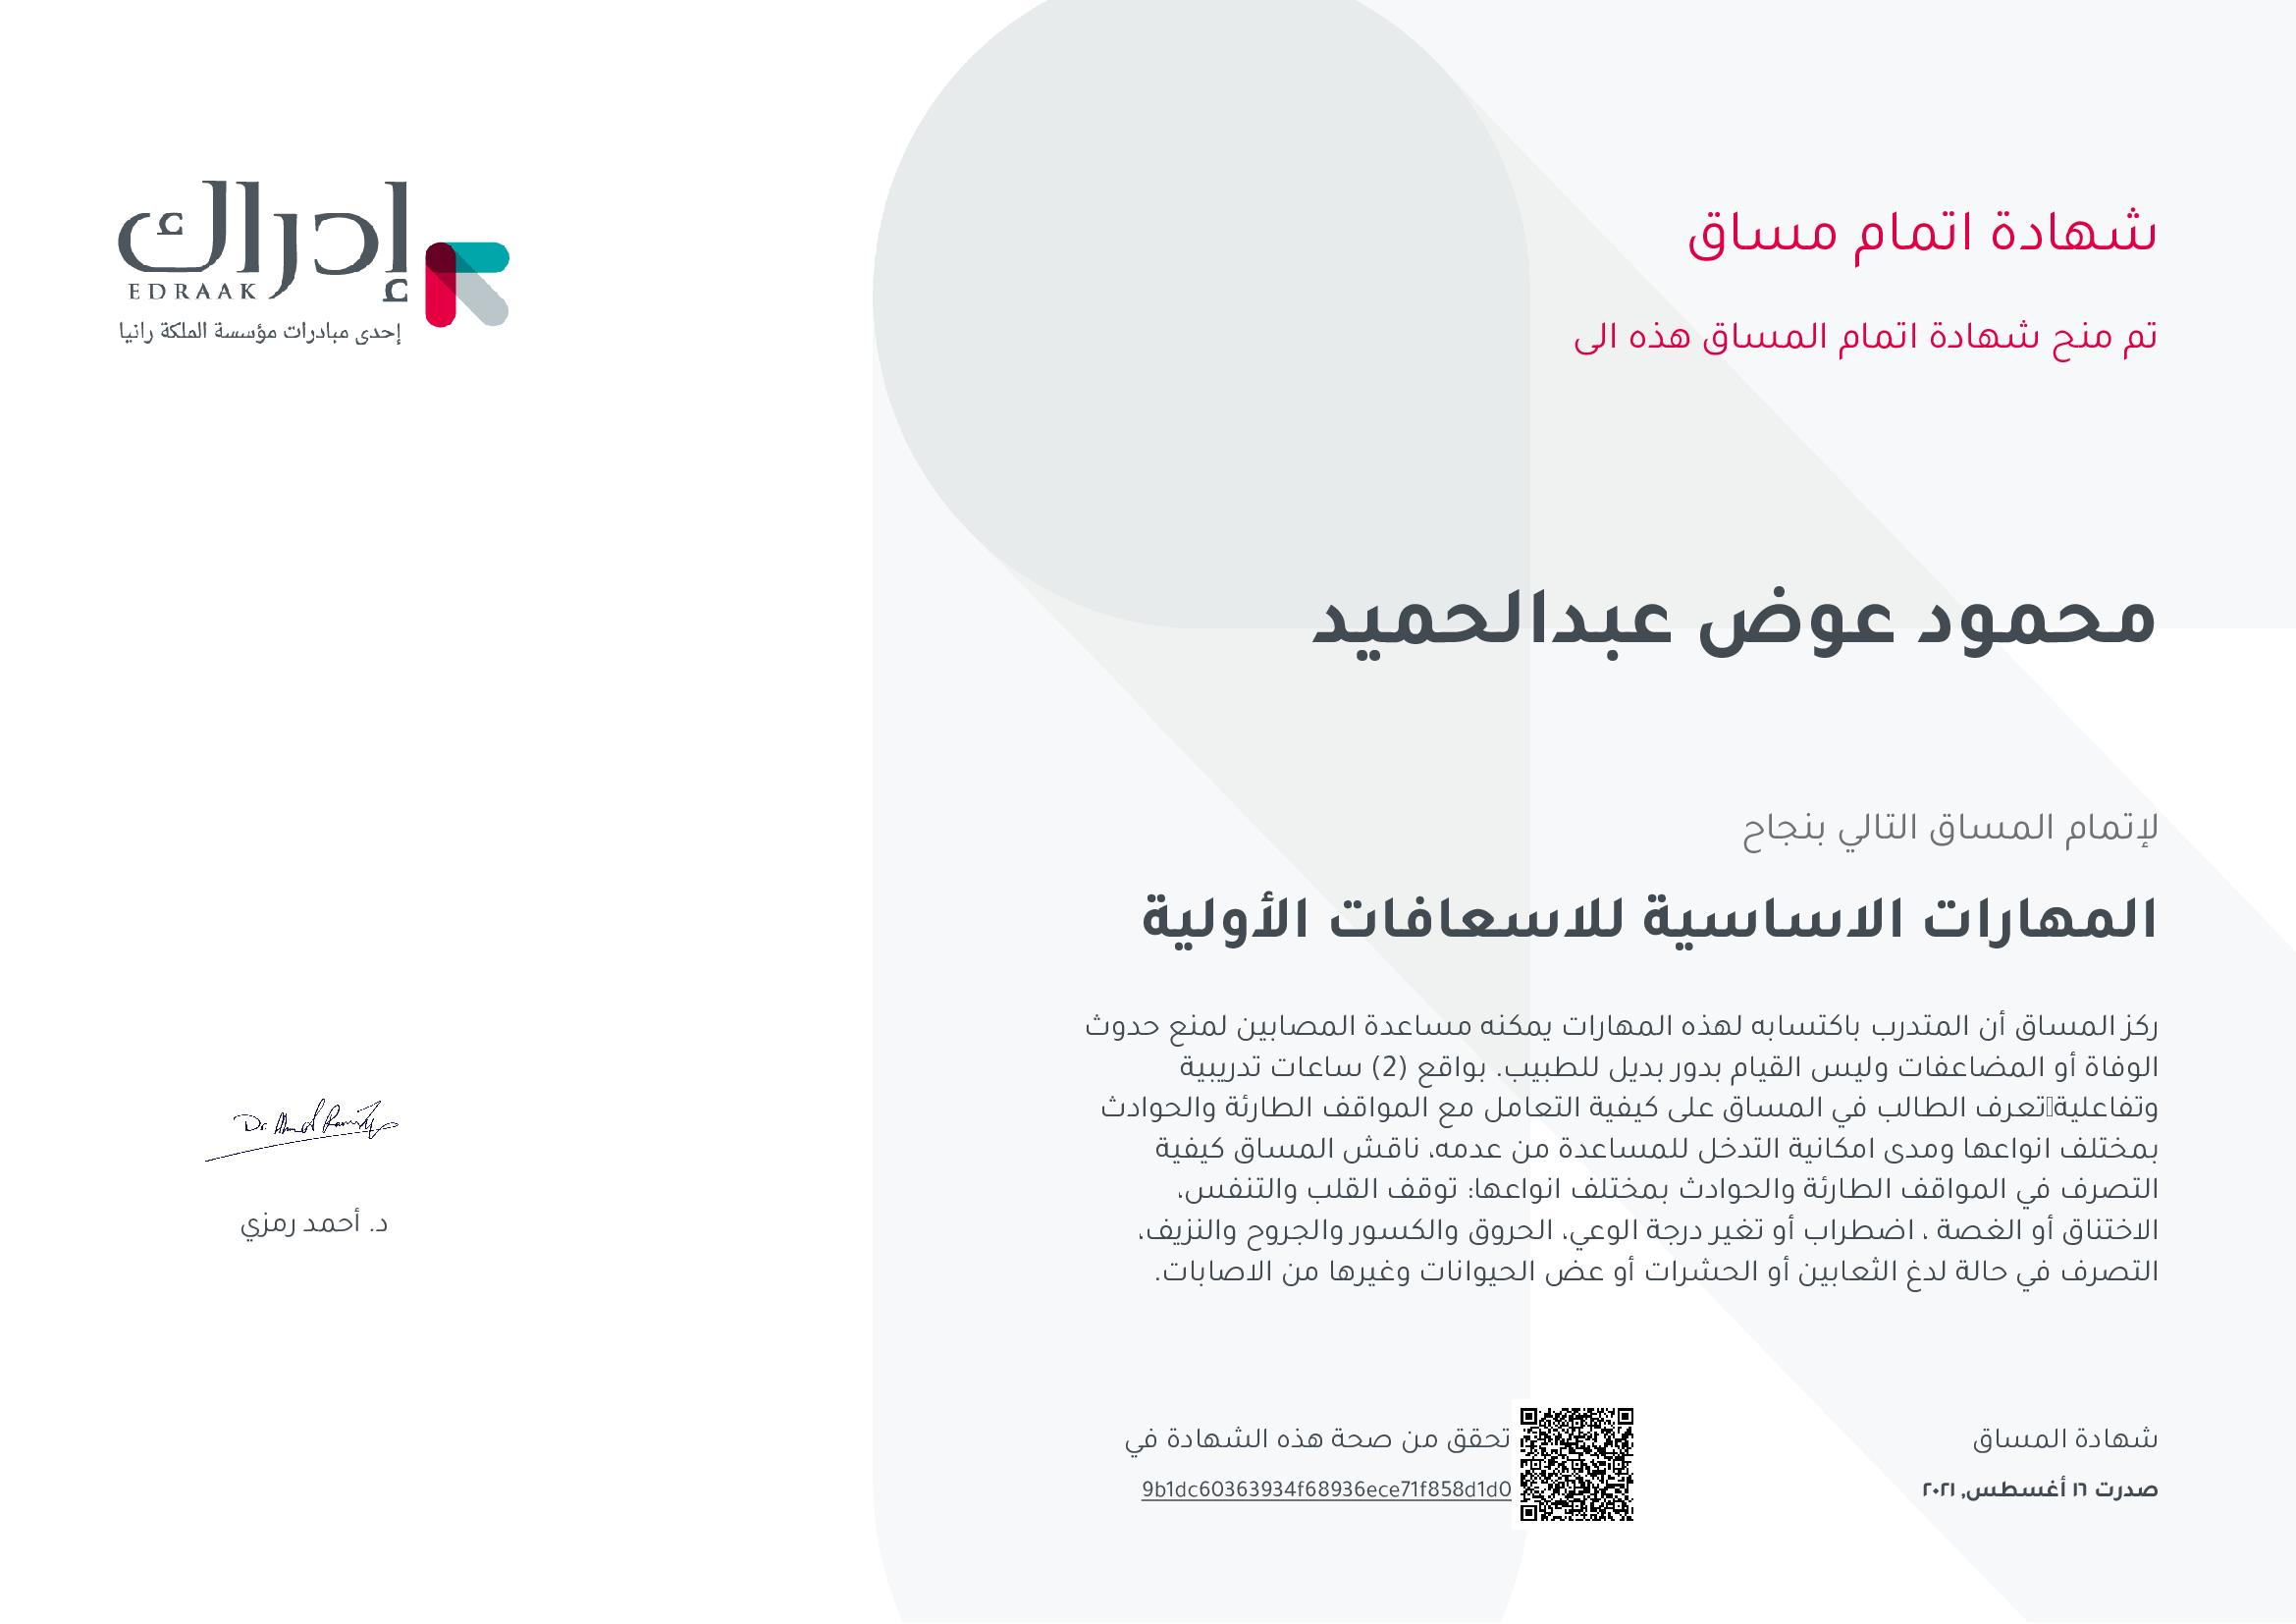 إدراك
EDRAAK
إحدى مبادرات مؤسسة الملكة رانيا
شهادة اتمام مساق
تم منح شهادة اتمام المساق هذه الى
محمود عوض عبدالحميد
لإتمام المساق التالي بنجاح
المهارات الاساسية للاسعافات الأولية
ركز المساق أن المتدرب باكتسابه لهذه المهارات يمكنه مساعدة المصابين لمنع حدوث
الوفاة أو المضاعفات وليس القيام بدور بديل للطبيب. بواقع (2) ساعات تدريبية
وتفاعلية تعرف الطالب في المساق على كيفية التعامل مع المواقف الطارئة والحوادث
بمختلف انواعها ومدى امكانية التدخل للمساعدة من عدمه، ناقش المساق كيفية
التصرف في المواقف الطارئة والحوادث بمختلف انواعها: توقف القلب والتنفس،
الاختناق أو الغصة ، اضطراب أو تغير درجة الوعي، الحروق والكسور والجروح والنزيف،
التصرف في حالة لدغ الثعابين أو الحشرات أو عض الحيوانات وغيرها من الاصابات.
Dr. Ahmed Ramzy
د. أحمد رمزي
شهادة المساق
صدرت ١٦ أغسطس, ٢٠٢١
تحقق من صحة هذه الشهادة في
9b1dc60363934f68936ece71f858d1d0